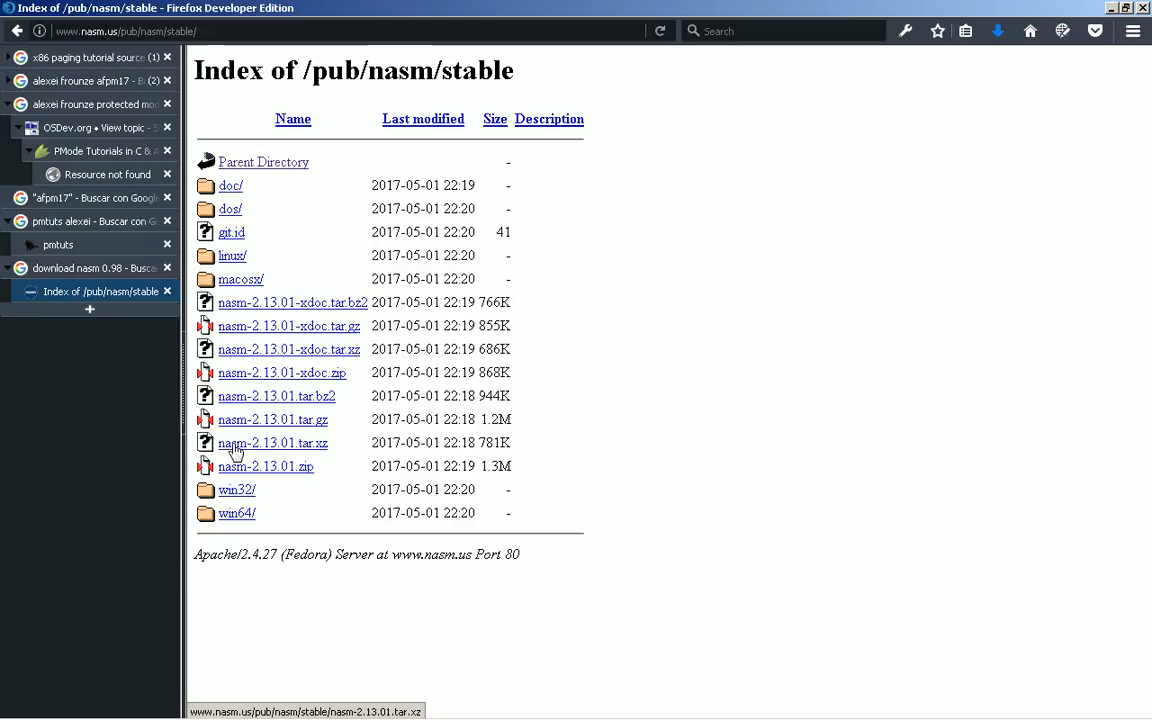 Index of /pub/nasm/stable - Firefox Developer Edition
www.nasm.us/pub/nasm/stable/
Search
x86 paging tutorial source (1)
alexei frounze afpm17 - B (2)
alexei frounze protected mo
OSDev.org • View topic - S
PMode Tutorials in C & A
Resource not found
"afpm17" - Buscar con Google
pmtuts alexei - Buscar con G
pmtuts
download nasm 0.98 - Busca
Index of /pub/nasm/stable
Index of /pub/nasm/stable
Name Last modified Size Description
Parent Directory -
doc/ 2017-05-01 22:19 -
dos/ 2017-05-01 22:20 -
git.id 2017-05-01 22:20 41
linux/ 2017-05-01 22:20 -
macosx/ 2017-05-01 22:20 -
nasm-2.13.01-xdoc.tar.bz2 2017-05-01 22:19 766K
nasm-2.13.01-xdoc.tar.gz 2017-05-01 22:19 855K
nasm-2.13.01-xdoc.tar.xz 2017-05-01 22:19 686K
nasm-2.13.01-xdoc.zip 2017-05-01 22:19 868K
nasm-2.13.01.tar.bz2 2017-05-01 22:18 944K
nasm-2.13.01.tar.gz 2017-05-01 22:18 1.2M
nasm-2.13.01.tar.xz 2017-05-01 22:18 781K
nasm-2.13.01.zip 2017-05-01 22:19 1.3M
win32/ 2017-05-01 22:20 -
win64/ 2017-05-01 22:20 -
Apache/2.4.27 (Fedora) Server at www.nasm.us Port 80
www.nasm.us/pub/nasm/stable/nasm-2.13.01.tar.xz